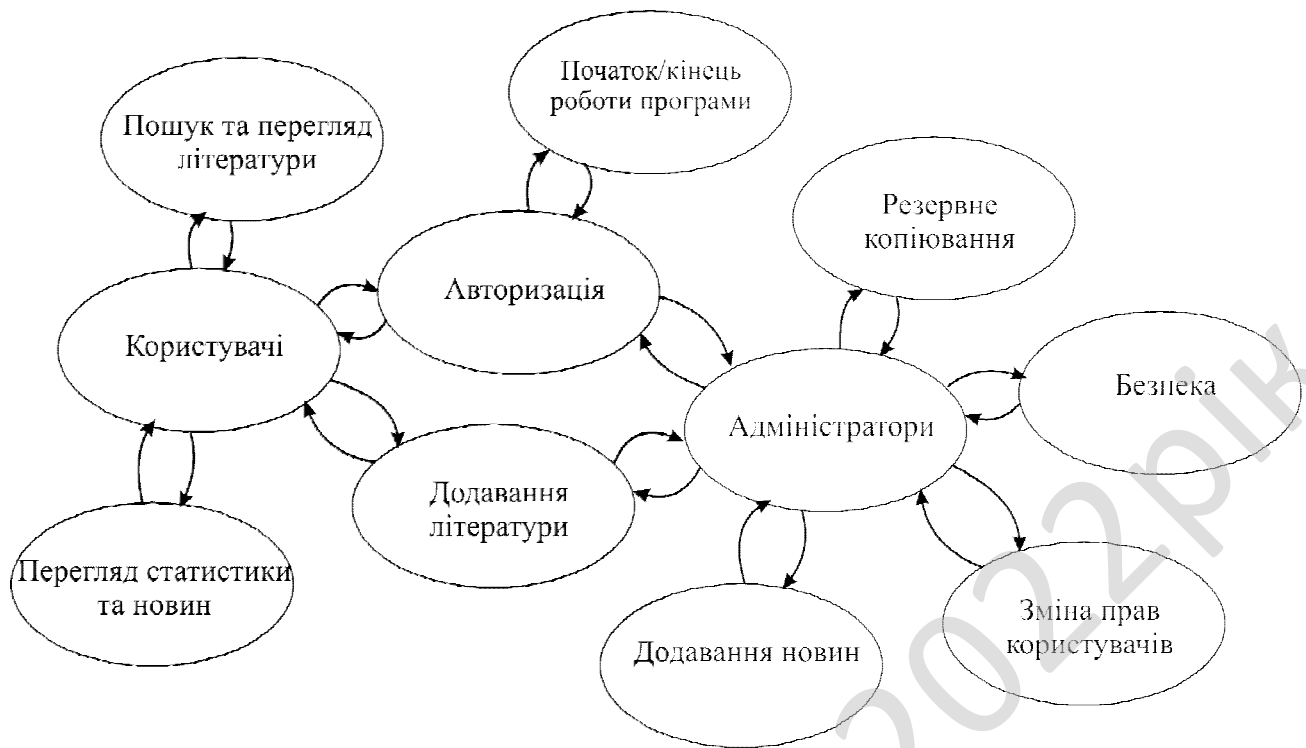 Початок/кінець
роботи програми
Пошук та перегляд
літератури
Резервне
копіювання
Авторизація
Користувачі
Безпека
Адміністратори
Додавання
літератури
Перегляд статистики
та новин
Додавання новин
Зміна прав
користувачів
2022рік